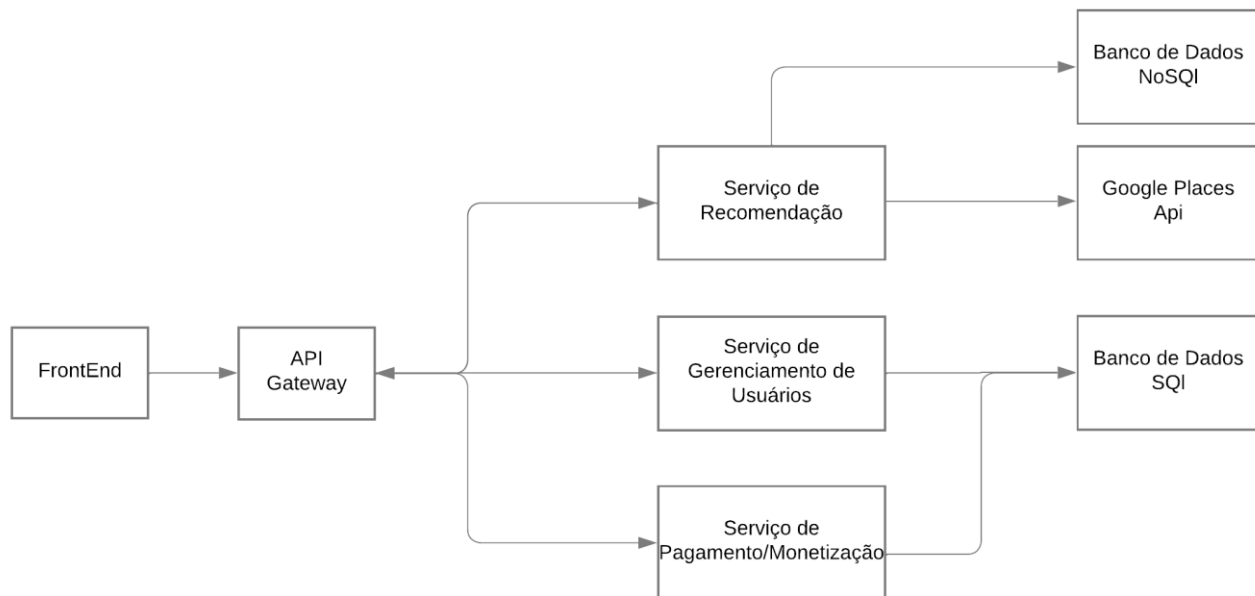 Banco de Dados
NoSQl
Serviço de
Recomendação
Google Places
Api
FrontEnd
API
Gateway
Serviço de
Gerenciamento de
Usuários
Banco de Dados
SQl
Serviço de
Pagamento/Monetização